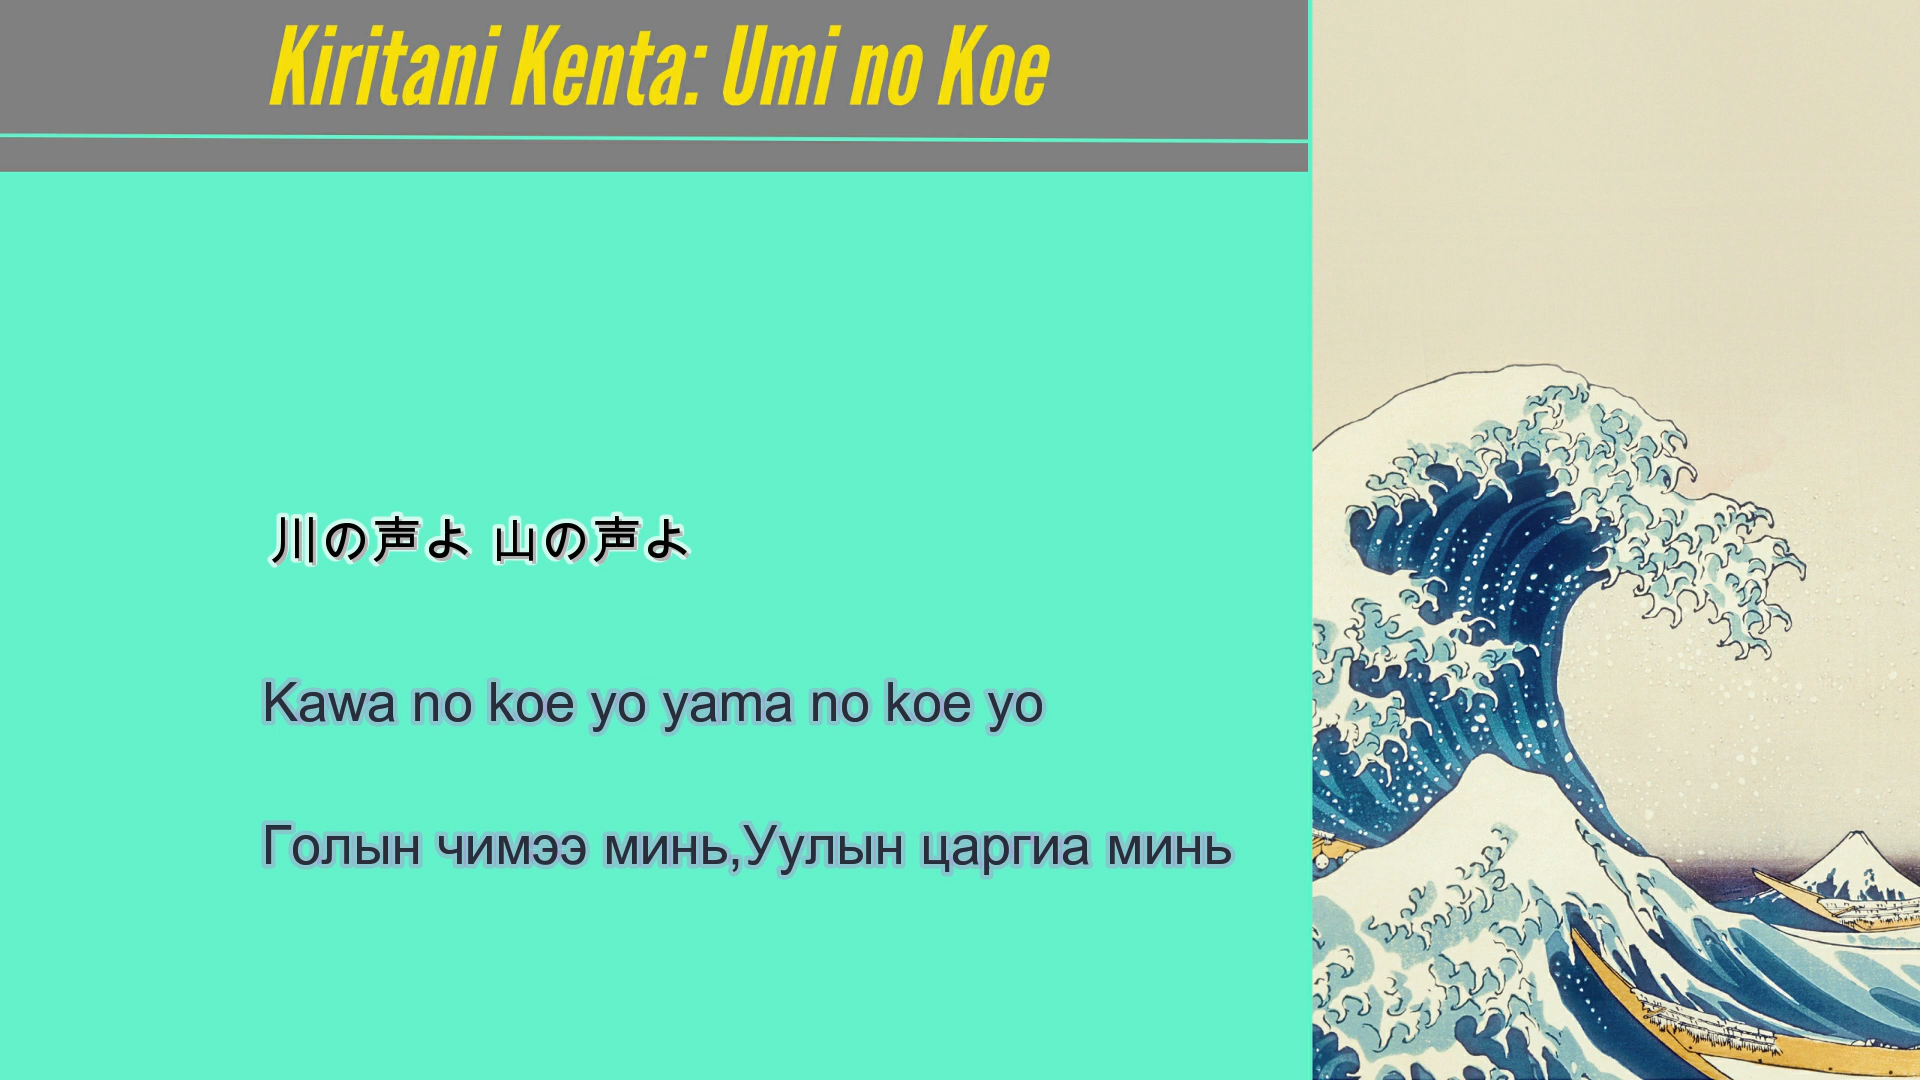 Kiritani Kenta: Umi no Koe
川の声よ 山の声よ
Kawa no koe yo yama no koe yo
Голын чимээ минь,Уулын царгиа минь